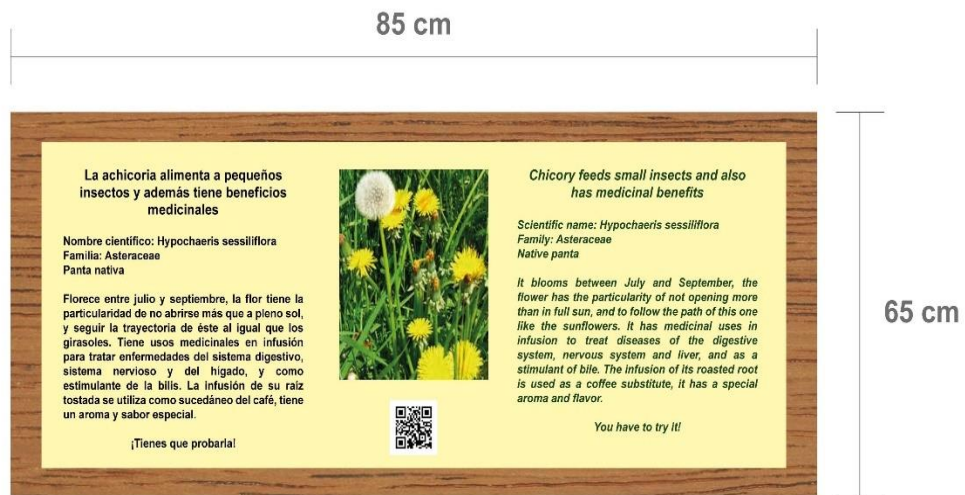 85 cm
La achicoria alimenta a pequeños
insectos y además tiene beneficios
medicinales
Nombre científico: Hypochaeris sessiliflora
Familia: Asteraceae
Panta nativa
Florece entre julio y septiembre, la flor tiene la
particularidad de no abrirse más que a pleno sol,
y seguir la trayectoria de éste al igual que los
girasoles. Tiene usos medicinales en infusión
para tratar enfermedades del sistema digestivo,
sistema nervioso y del hígado, y como
estimulante de la bilis. La infusión de su raiz
tostada se utiliza como sucedáneo del café, tiene
un aroma y sabor especial.
¡Tienes que probarla!
Chicory feeds small insects and also
has medicinal benefits
Scientific name: Hypochaeris sessiliflora
Family: Asteraceae
Native panta
It blooms between July and September, the
flower has the particularity of not opening more
than in full sun, and to follow the path of this one
like the sunflowers. It has medicinal uses in
infusion to treat diseases of the digestive
system, nervous system and liver, and as a
stimulant of bile. The infusion of its roasted root
is used as a coffee substitute, it has a special
aroma and flavor.
You have to try it!
65 cm